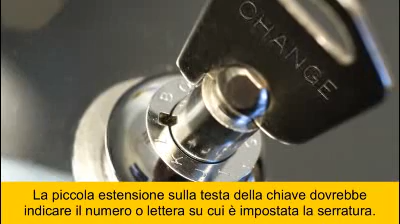 CHANGE
La piccola estensione sulla testa della chiave dovrebbe
indicare il numero o lettera su cui è impostata la serratura.